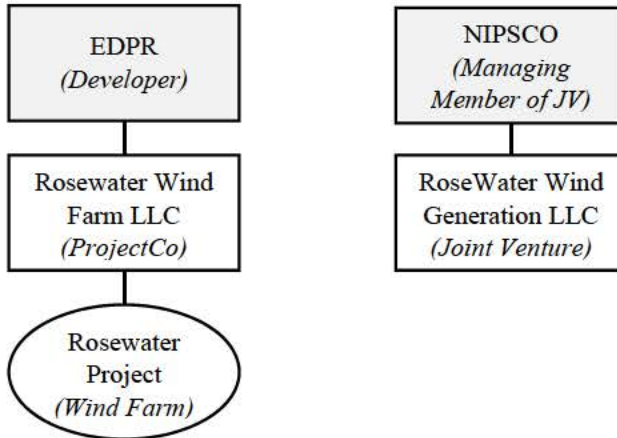 EDPR
(Developer)
Rosewater Wind
Farm LLC
(ProjectCo)
Rosewater
Project
(Wind Farm)
NIPSCO
(Managing
Member of JV)
RoseWater Wind
Generation LLC
(Joint Venture)